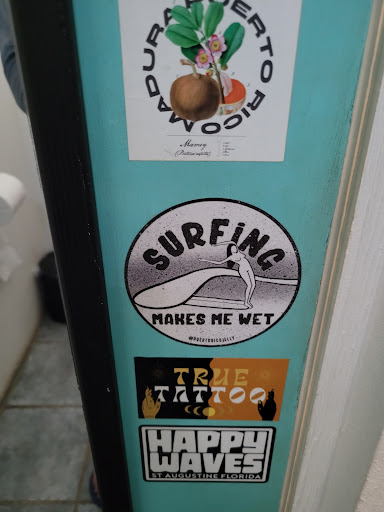 MADURA PUERTO RICO
Mamey
SURFING
MAKES ME WET
TRUE
TATTOO
HAPPY
WAVES
ST AUGUSTINE FLORIDA